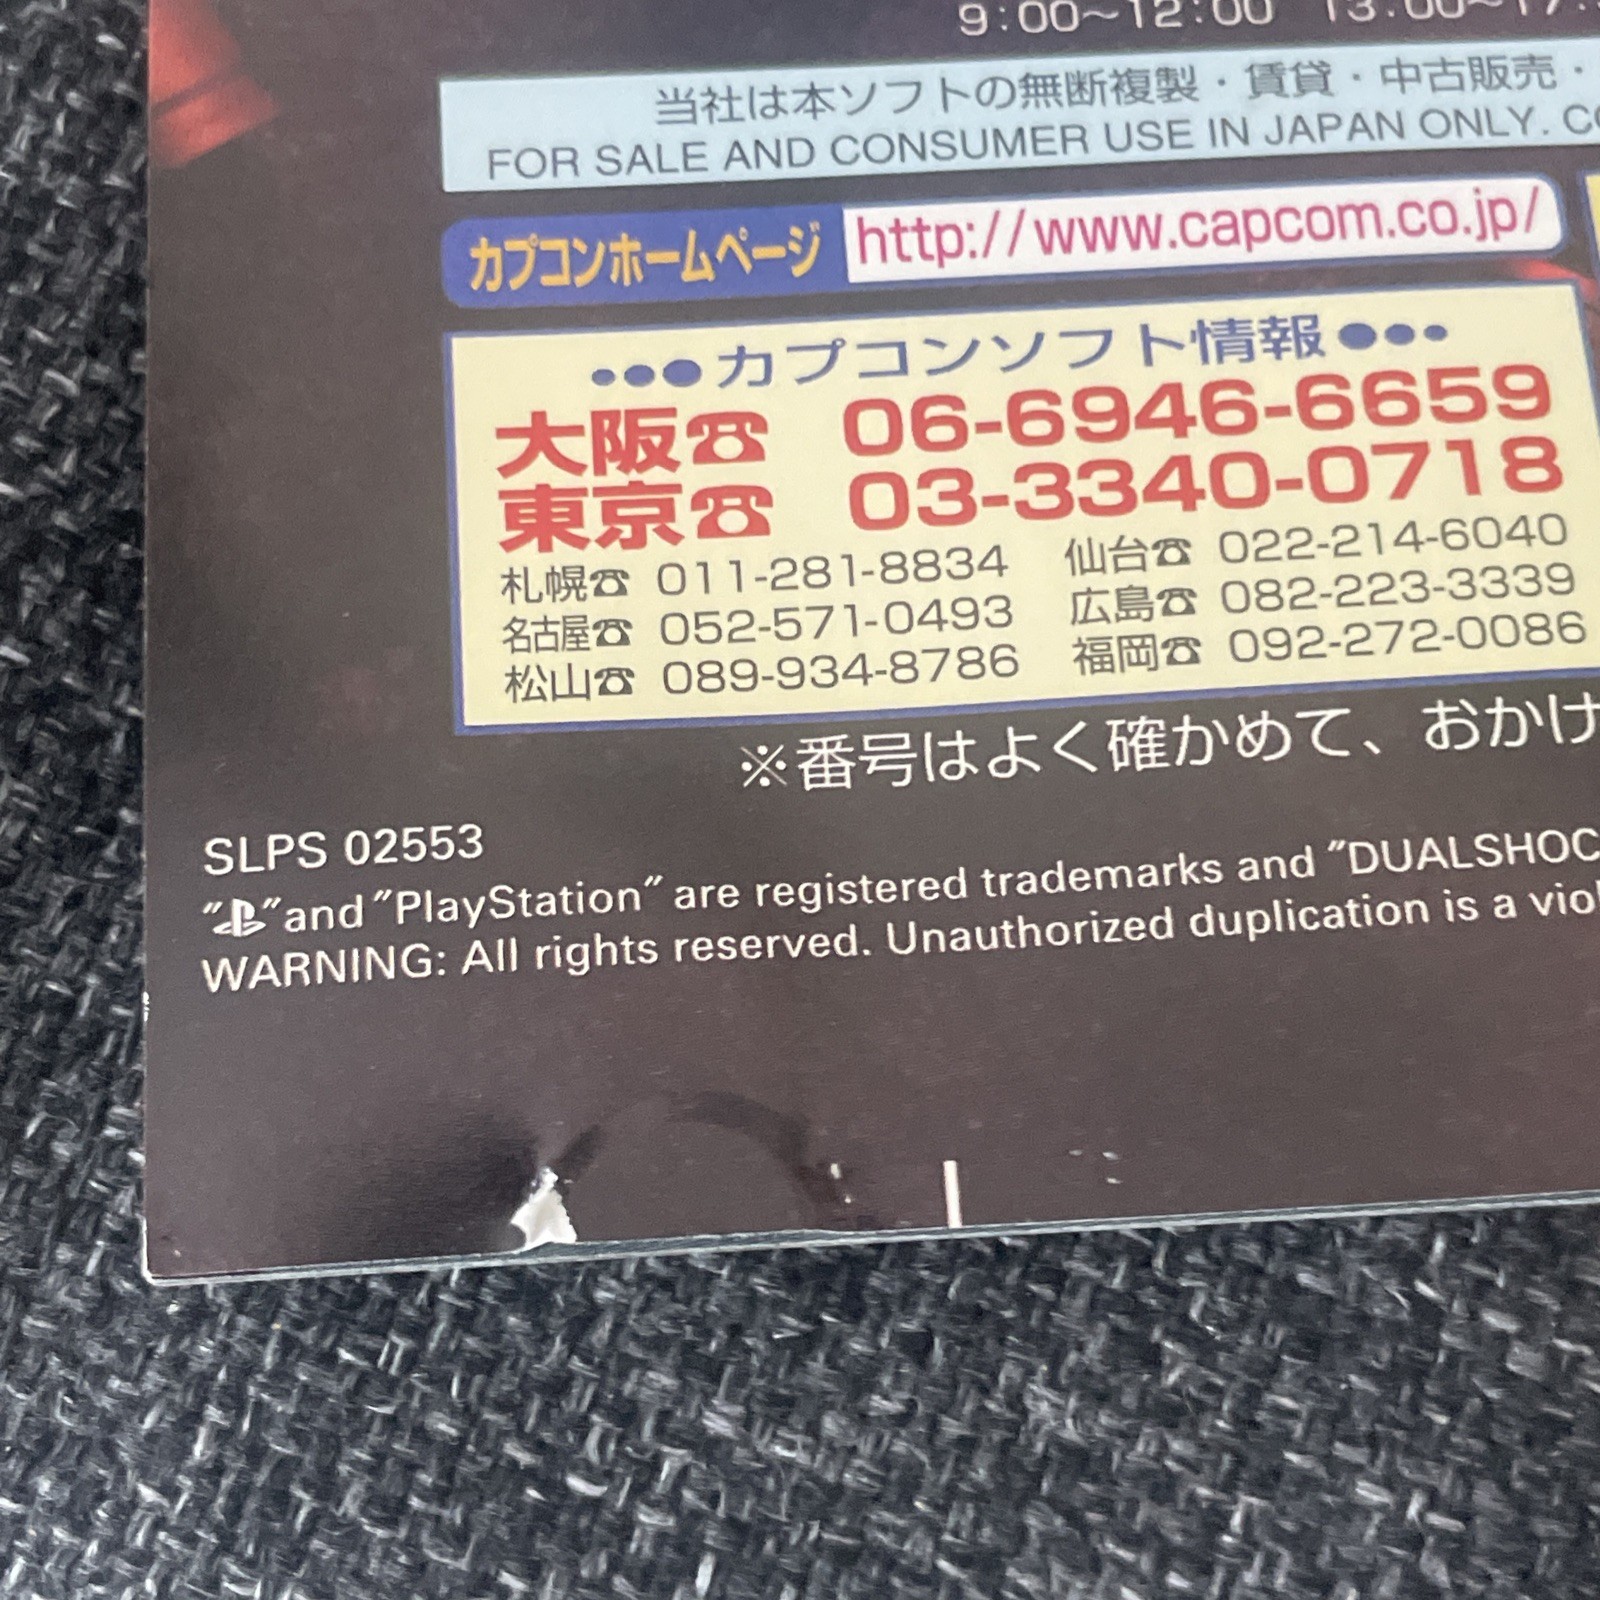 9:00～12:00 13:00～17:
当社は本ソフトの無断複製・賃貸・中古販売・
FOR SALE AND CONSUMER USE IN JAPAN ONLY. CO
カプコンホームページ http://www.capcom.co.jp/
●●●カプコンソフト情報●●●
大阪☎ 06-6946-6659
東京☎ 03-3340-0718
札幌☎ 011-281-8834 仙台☎ 022-214-6040
名古屋☎ 052-571-0493 広島☎ 082-223-3339
松山☎ 089-934-8786 福岡☎ 092-272-0086
※番号はよく確かめて、おかけ
SLPS 02553
"PS"and"PlayStation" are registered trademarks and "DUALSHOC
WARNING: All rights reserved. Unauthorized duplication is a viol